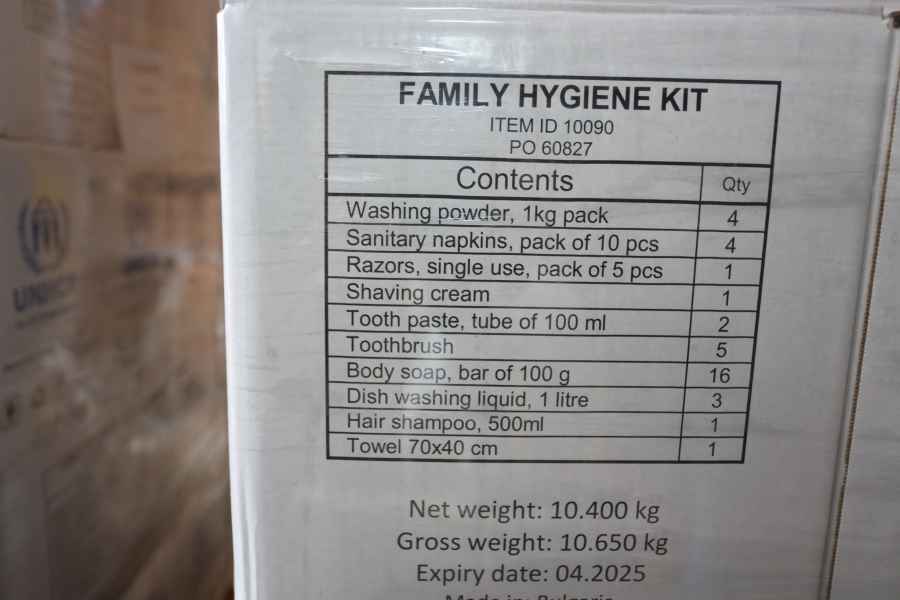 FAMILY HYGIENE KIT
ITEM ID 10090
PO 60827
Contents Qty
Washing powder, 1kg pack 4
Sanitary napkins, pack of 10 pcs 4
Razors, single use, pack of 5 pcs 1
Shaving cream 1
Tooth paste, tube of 100 ml 2
Toothbrush 5
Body soap, bar of 100 g 16
Dish washing liquid, 1 litre 3
Hair shampoo, 500ml 1
Towel 70x40 cm 1
Net weight: 10.400 kg
Gross weight: 10.650 kg
Expiry date: 04.2025
Made in: Bulgaria